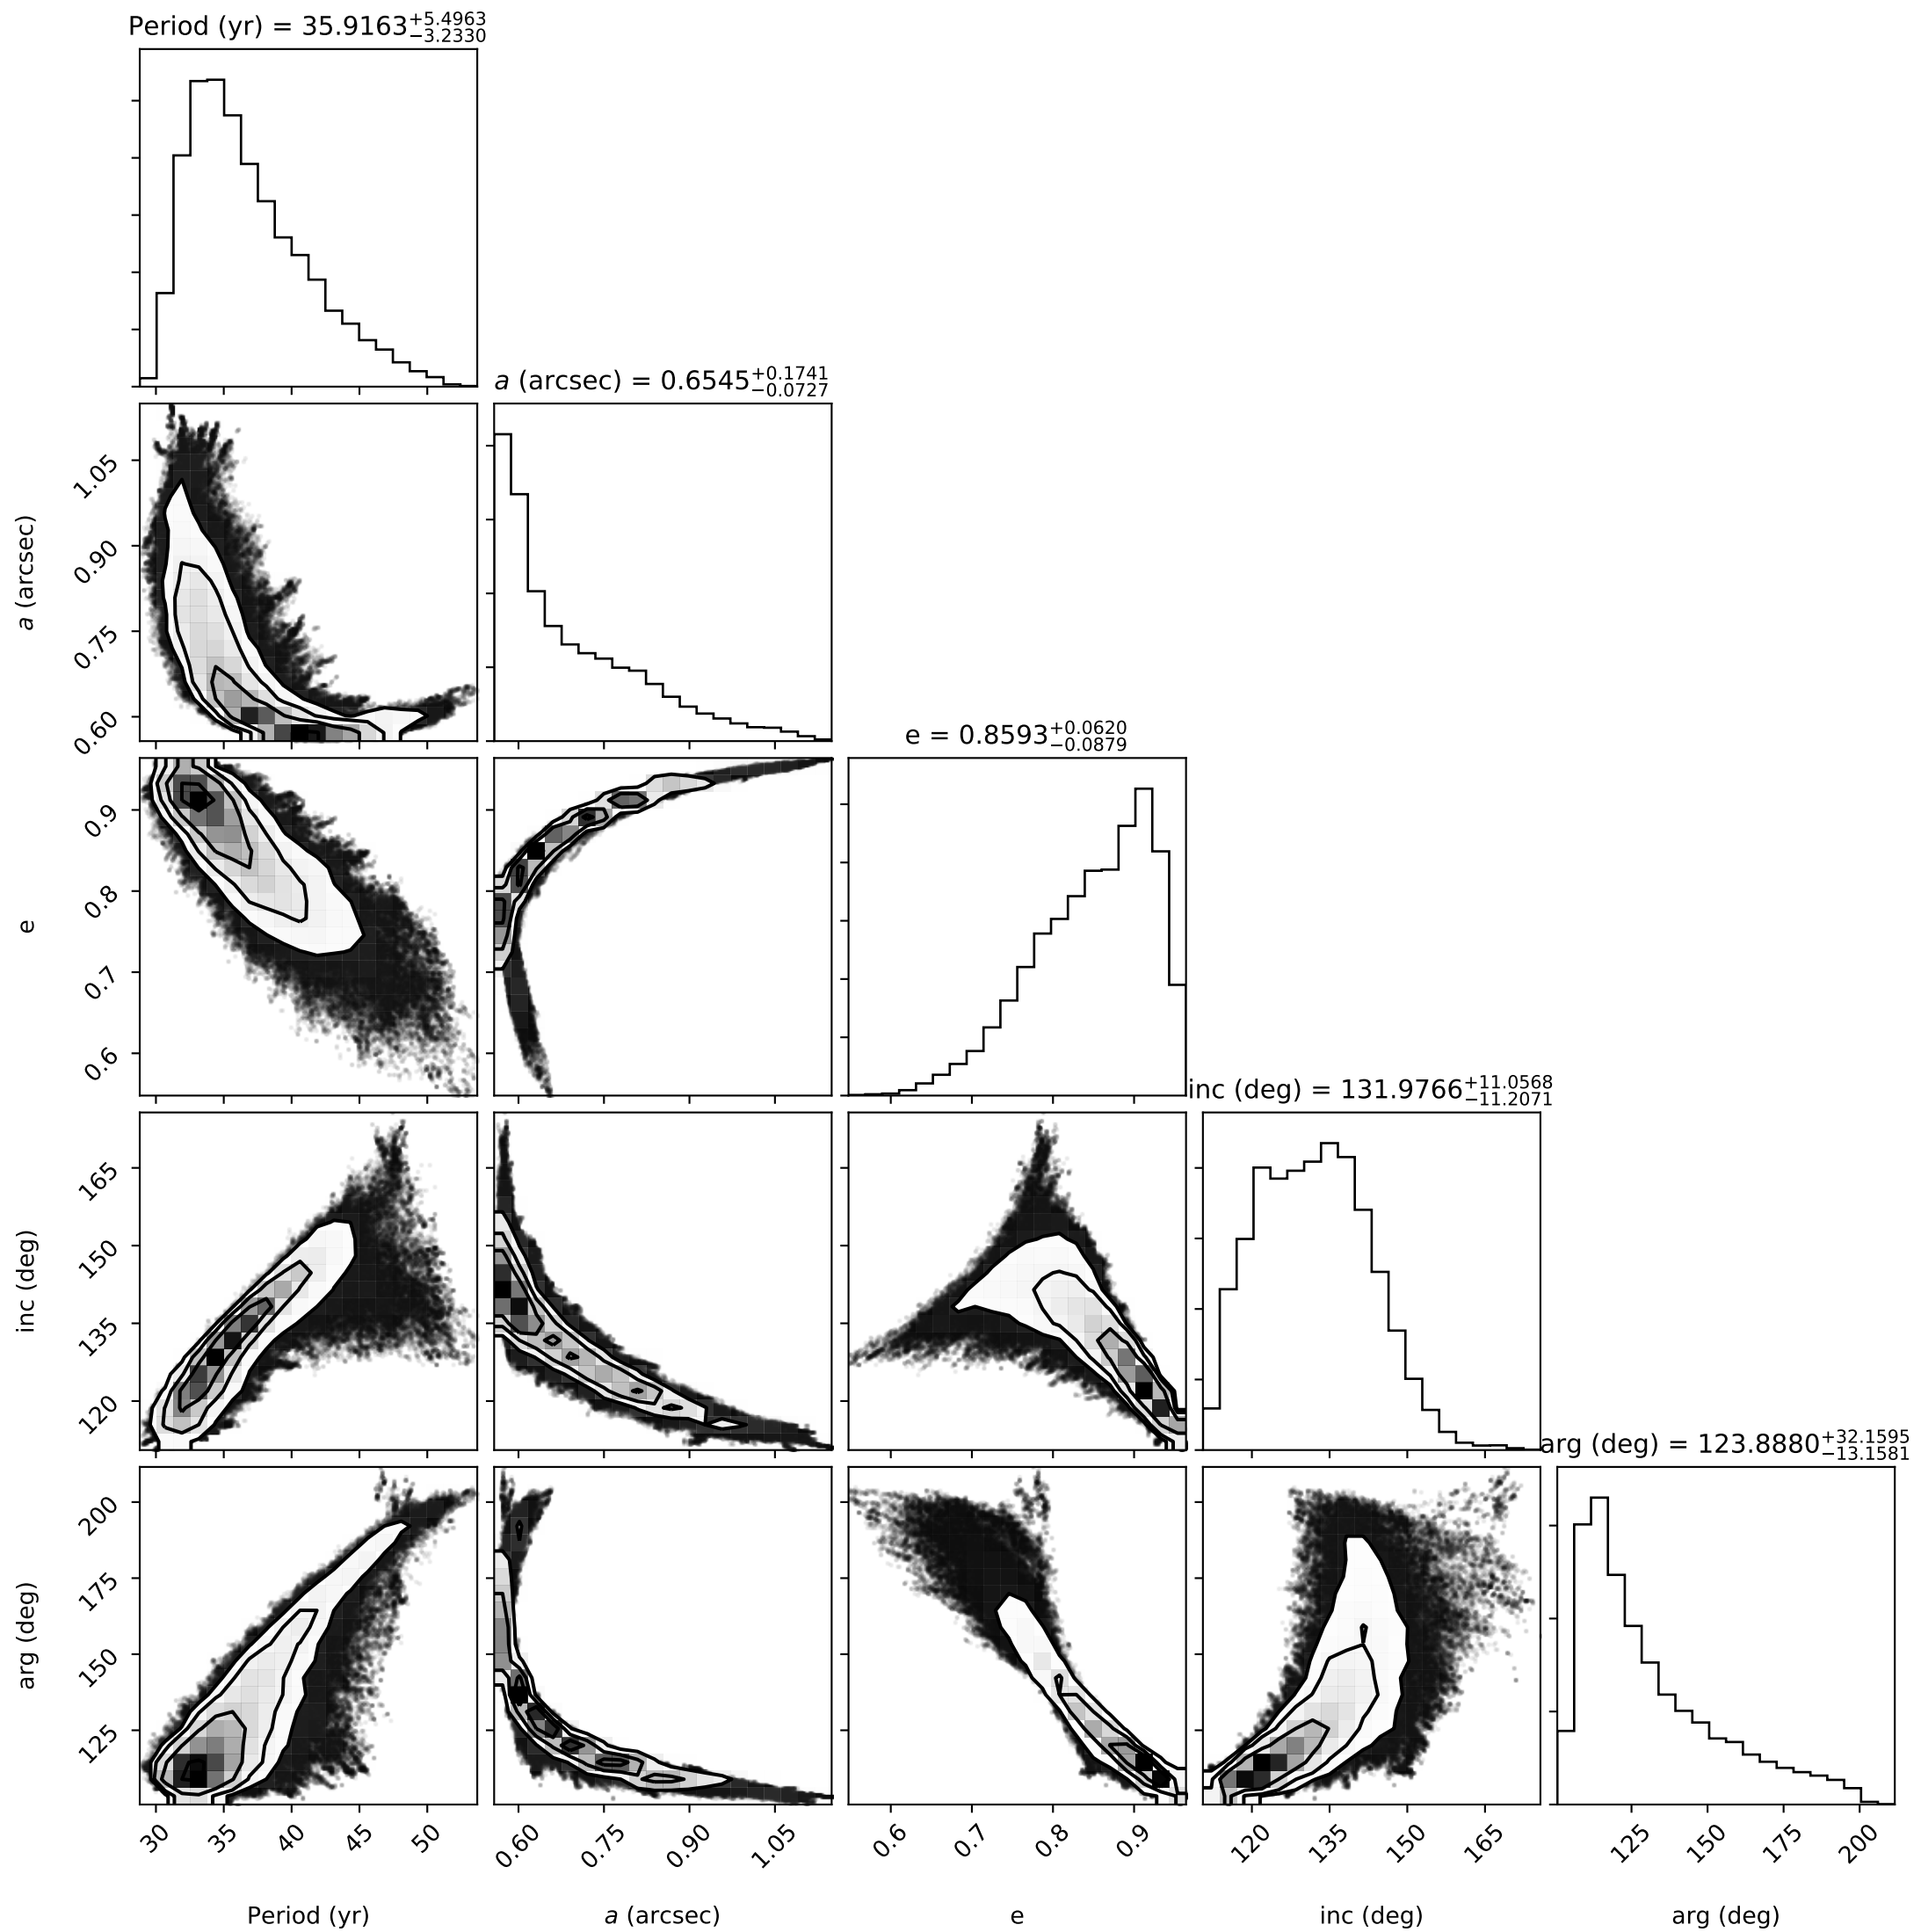 Period (yr) = 35.9163+5.4963−3.2330
a (arcsec) = 0.6545+0.1741−0.0727
1.05
0.90
0.75
0.60
a (arcsec)
e = 0.8593+0.0620−0.0879
0.9
0.8
0.7
0.6
e
inc (deg) = 131.9766+11.0568−11.2071
165
150
135
120
inc (deg)
arg (deg) = 123.8880+32.1595−13.1581
200
175
150
125
arg (deg)
30 35 40 45 50 0.60 0.75 0.90 1.05 0.6 0.7 0.8 0.9 120 135 150 165 125 150 175 200
Period (yr) a (arcsec) e inc (deg) arg (deg)